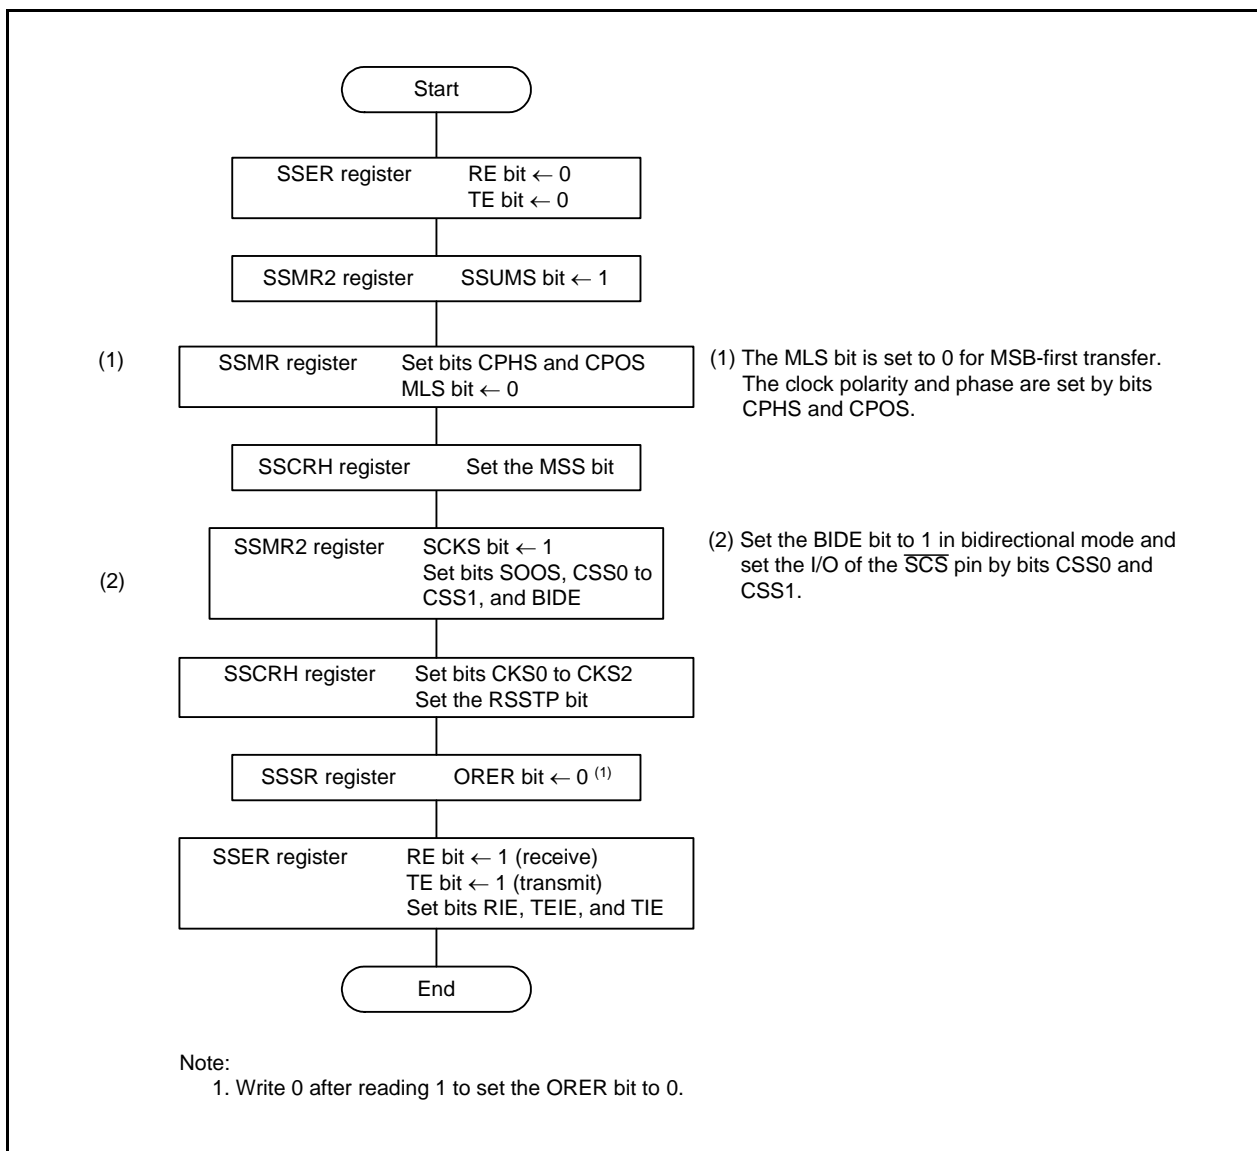 Start
SSER register RE bit ← 0
TE bit ← 0
SSMR2 register SSUMS bit ← 1
(1) SSMR register Set bits CPHS and CPOS
MLS bit ← 0
(1) The MLS bit is set to 0 for MSB-first transfer.
The clock polarity and phase are set by bits
CPHS and CPOS.
SSCRH register Set the MSS bit
(2) SSMR2 register SCKS bit ← 1
Set bits SOOS, CSS0 to
CSS1, and BIDE
(2) Set the BIDE bit to 1 in bidirectional mode and
set the I/O of the S̅C̅S̅ pin by bits CSS0 and
CSS1.
SSCRH register Set bits CKS0 to CKS2
Set the RSSTP bit
SSSR register ORER bit ← 0 (1)
SSER register RE bit ← 1 (receive)
TE bit ← 1 (transmit)
Set bits RIE, TEIE, and TIE
End
Note:
1. Write 0 after reading 1 to set the ORER bit to 0.